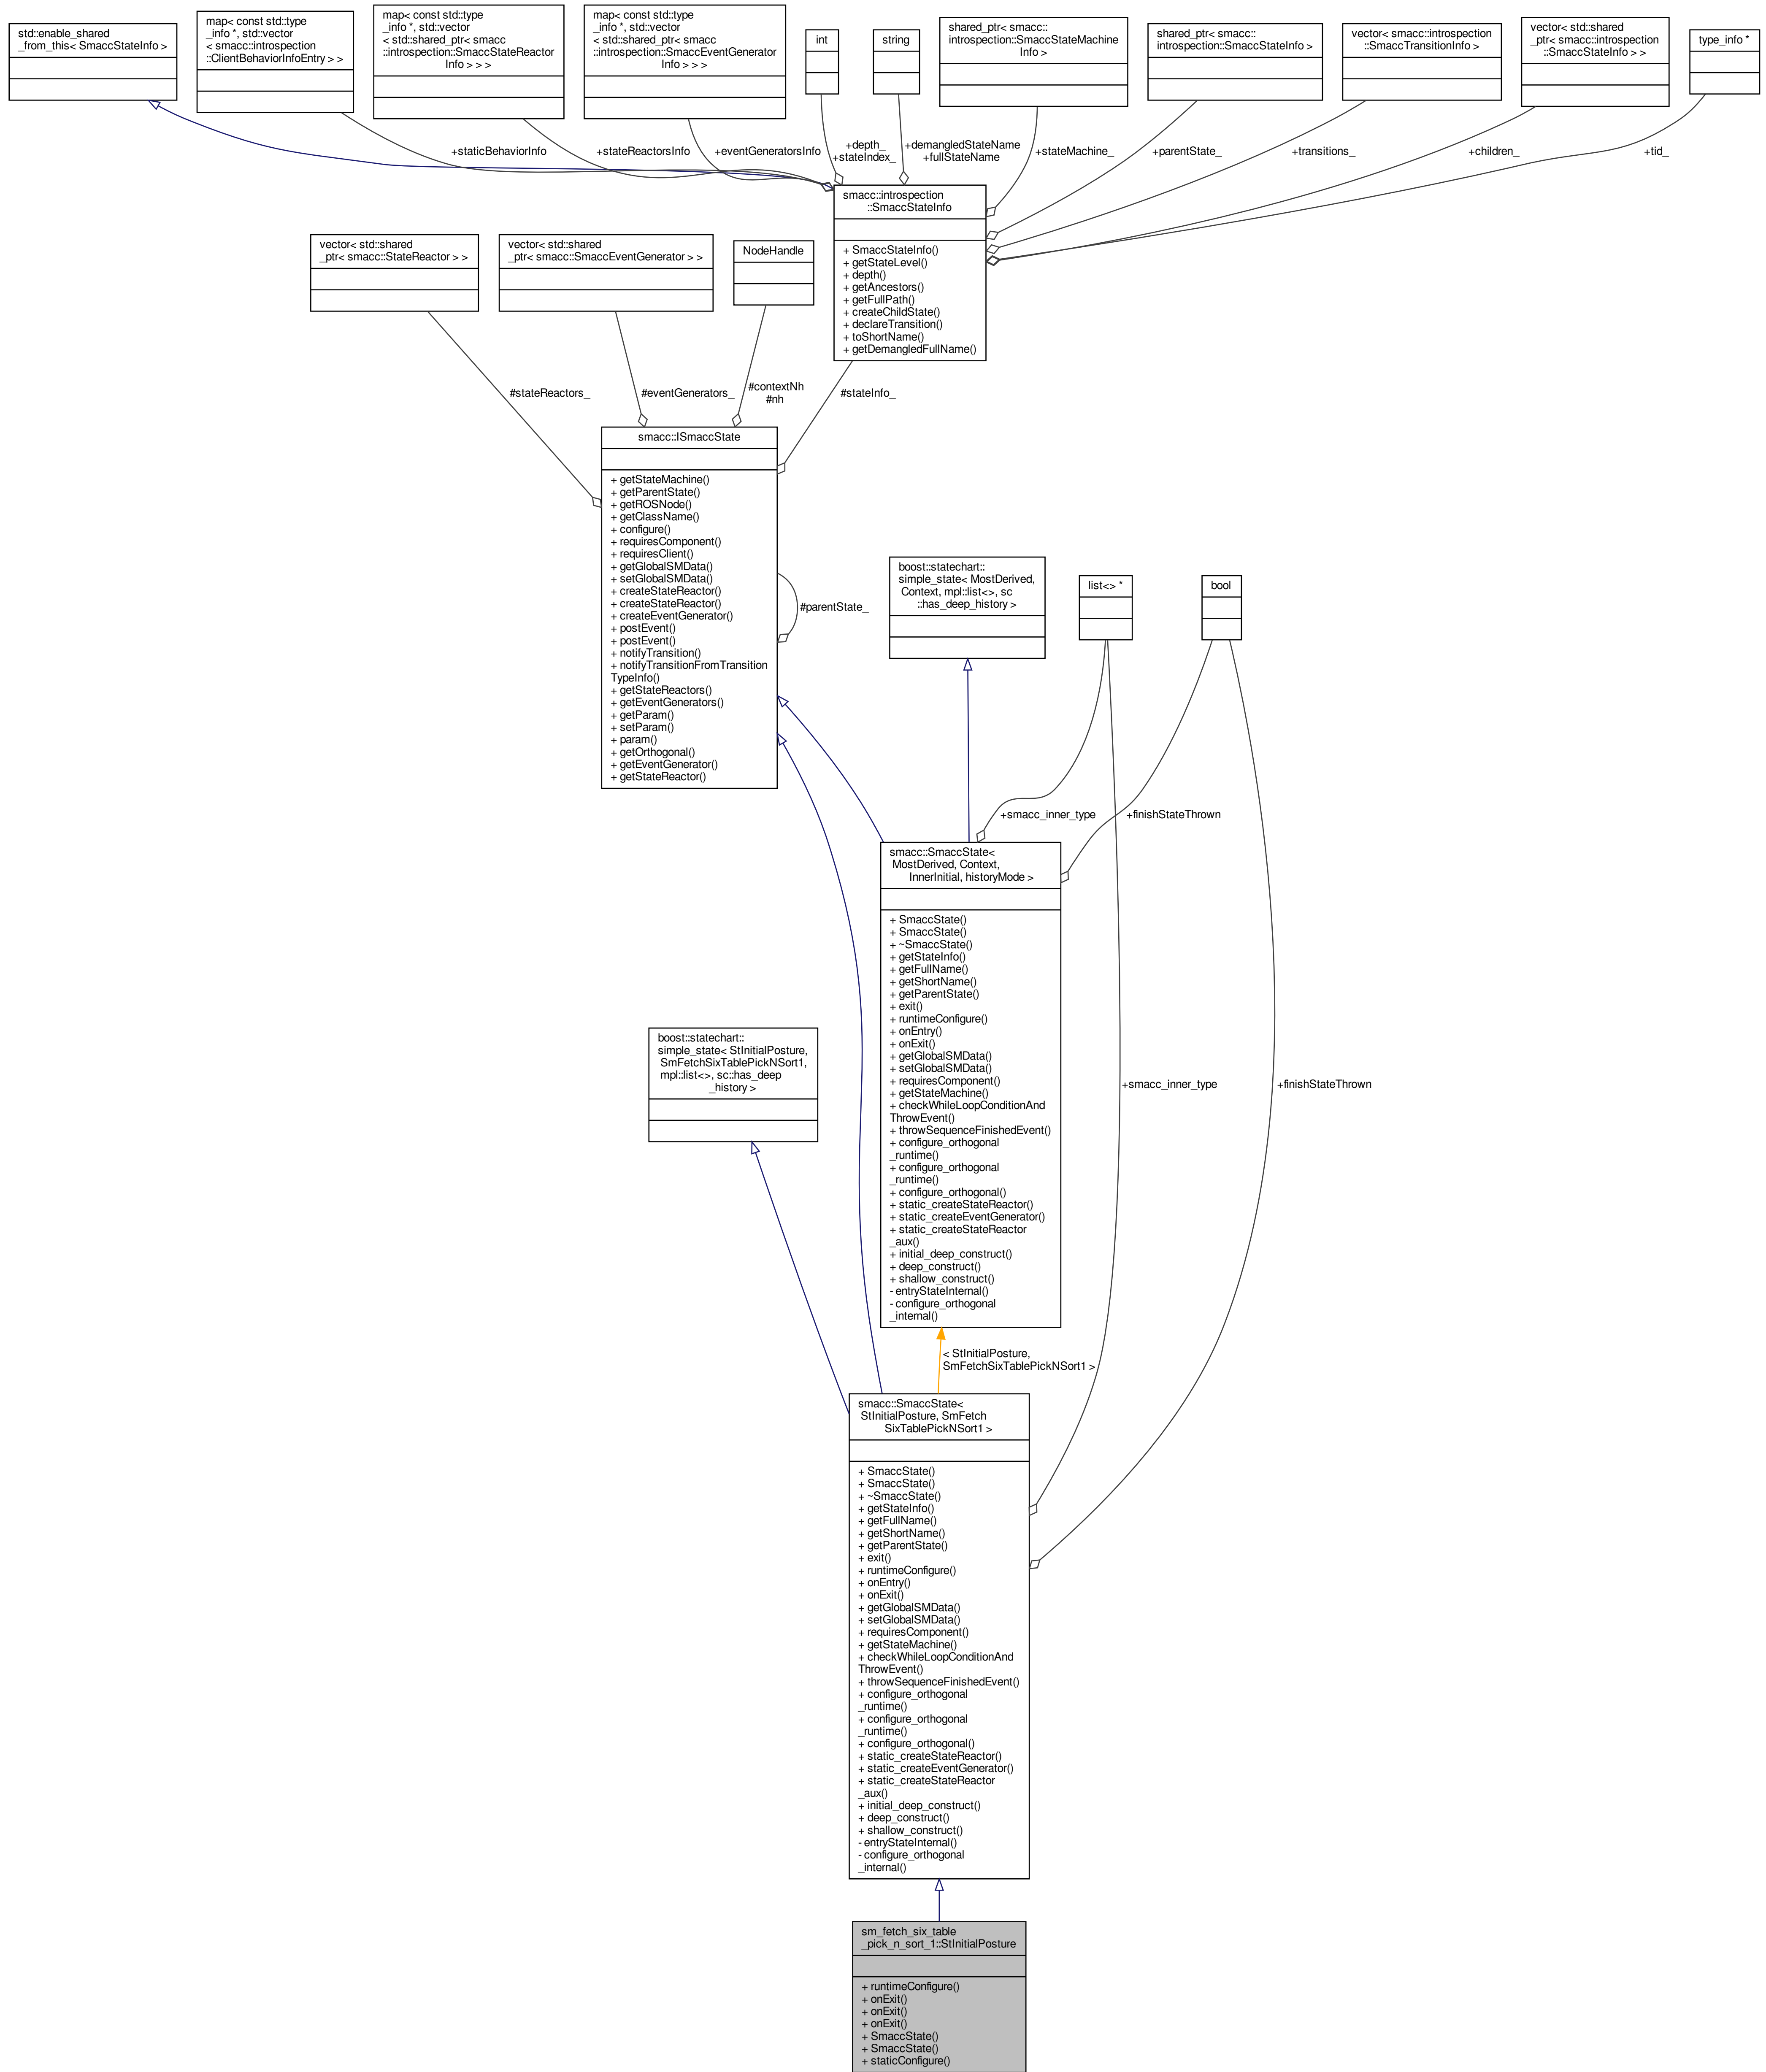 std::enable_shared
_from_this< SmaccStateInfo >
map< const std::type
_info *, std::vector
< smacc::introspection
::ClientBehaviorInfoEntry > >
map< const std::type
_info *, std::vector
< std::shared_ptr< smacc
::introspection::SmaccStateReactor
Info > > >
map< const std::type
_info *, std::vector
< std::shared_ptr< smacc
::introspection::SmaccEventGenerator
Info > > >
int
string
shared_ptr< smacc::
introspection::SmaccStateMachine
Info >
shared_ptr< smacc::
introspection::SmaccStateInfo >
vector< smacc::introspection
::SmaccTransitionInfo >
vector< std::shared
_ptr< smacc::introspection
::SmaccStateInfo > >
type_info *
+staticBehaviorInfo
+stateReactorsInfo
+eventGeneratorsInfo
+depth_
+stateIndex_
+demangledStateName
+fullStateName
+stateMachine_
+parentState_
+transitions_
+children_
+tid_
smacc::introspection
::SmaccStateInfo
+ SmaccStateInfo()
+ getStateLevel()
+ depth()
+ getAncestors()
+ getFullPath()
+ createChildState()
+ declareTransition()
+ toShortName()
+ getDemangledFullName()
vector< std::shared
_ptr< smacc::StateReactor > >
vector< std::shared
_ptr< smacc::SmaccEventGenerator > >
NodeHandle
#stateReactors_
#eventGenerators_
#contextNh
#nh
#stateInfo_
smacc::ISmaccState
+ getStateMachine()
+ getParentState()
+ getROSNode()
+ getClassName()
+ configure()
+ requiresComponent()
+ requiresClient()
+ getGlobalSMData()
+ setGlobalSMData()
+ createStateReactor()
+ createStateReactor()
+ createEventGenerator()
+ postEvent()
+ postEvent()
+ notifyTransition()
+ notifyTransitionFromTransition
TypeInfo()
+ getStateReactors()
+ getEventGenerators()
+ getParam()
+ setParam()
+ param()
+ getOrthogonal()
+ getEventGenerator()
+ getStateReactor()
#parentState_
boost::statechart::
simple_state< MostDerived,
Context, mpl::list<>, sc
::has_deep_history >
list<> *
bool
+smacc_inner_type
+finishStateThrown
smacc::SmaccState<
MostDerived, Context,
InnerInitial, historyMode >
+ SmaccState()
+ SmaccState()
+ ~SmaccState()
+ getStateInfo()
+ getFullName()
+ getShortName()
+ getParentState()
+ exit()
+ runtimeConfigure()
+ onEntry()
+ onExit()
+ getGlobalSMData()
+ setGlobalSMData()
+ requiresComponent()
+ getStateMachine()
+ checkWhileLoopConditionAnd
ThrowEvent()
+ throwSequenceFinishedEvent()
+ configure_orthogonal
_runtime()
+ configure_orthogonal
_runtime()
+ configure_orthogonal()
+ static_createStateReactor()
+ static_createEventGenerator()
+ static_createStateReactor
_aux()
+ initial_deep_construct()
+ deep_construct()
+ shallow_construct()
- entryStateInternal()
- configure_orthogonal
_internal()
boost::statechart::
simple_state< StInitialPosture,
SmFetchSixTablePickNSort1,
mpl::list<>, sc::has_deep
_history >
+smacc_inner_type
+finishStateThrown
< StInitialPosture,
SmFetchSixTablePickNSort1 >
smacc::SmaccState<
StInitialPosture, SmFetch
SixTablePickNSort1 >
+ SmaccState()
+ SmaccState()
+ ~SmaccState()
+ getStateInfo()
+ getFullName()
+ getShortName()
+ getParentState()
+ exit()
+ runtimeConfigure()
+ onEntry()
+ onExit()
+ getGlobalSMData()
+ setGlobalSMData()
+ requiresComponent()
+ getStateMachine()
+ checkWhileLoopConditionAnd
ThrowEvent()
+ throwSequenceFinishedEvent()
+ configure_orthogonal
_runtime()
+ configure_orthogonal
_runtime()
+ configure_orthogonal()
+ static_createStateReactor()
+ static_createEventGenerator()
+ static_createStateReactor
_aux()
+ initial_deep_construct()
+ deep_construct()
+ shallow_construct()
- entryStateInternal()
- configure_orthogonal
_internal()
sm_fetch_six_table
_pick_n_sort_1::StInitialPosture
+ runtimeConfigure()
+ onExit()
+ onExit()
+ onExit()
+ SmaccState()
+ SmaccState()
+ staticConfigure()